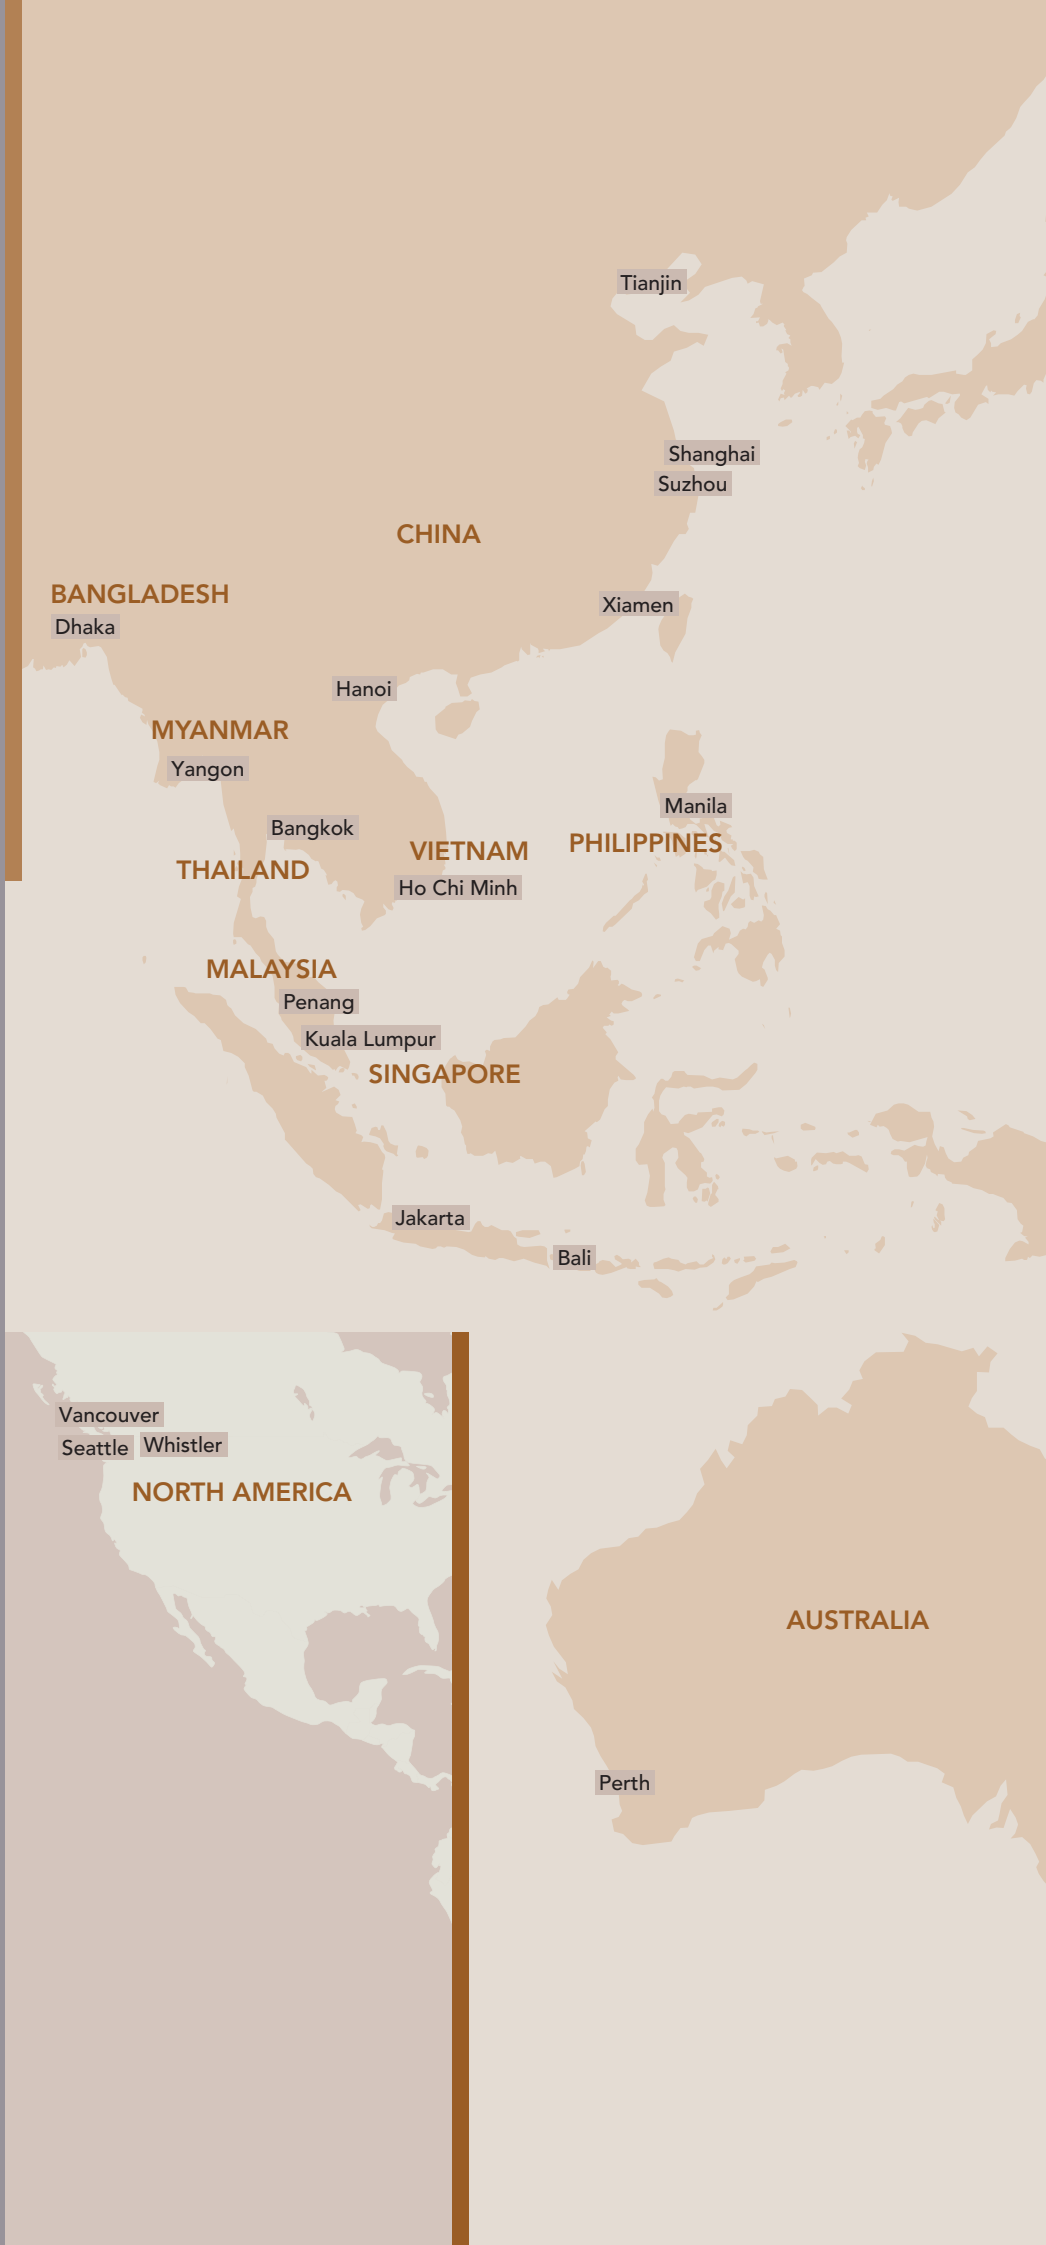 Tianjin
Shanghai
Suzhou
CHINA
BANGLADESH
Dhaka
Xiamen
Hanoi
MYANMAR
Yangon
Manila
Bangkok
PHILIPPINES
VIETNAM
THAILAND
Ho Chi Minh
MALAYSIA
Penang
Kuala Lumpur
SINGAPORE
Jakarta
Bali
Vancouver
Seattle Whistler
NORTH AMERICA
AUSTRALIA
Perth